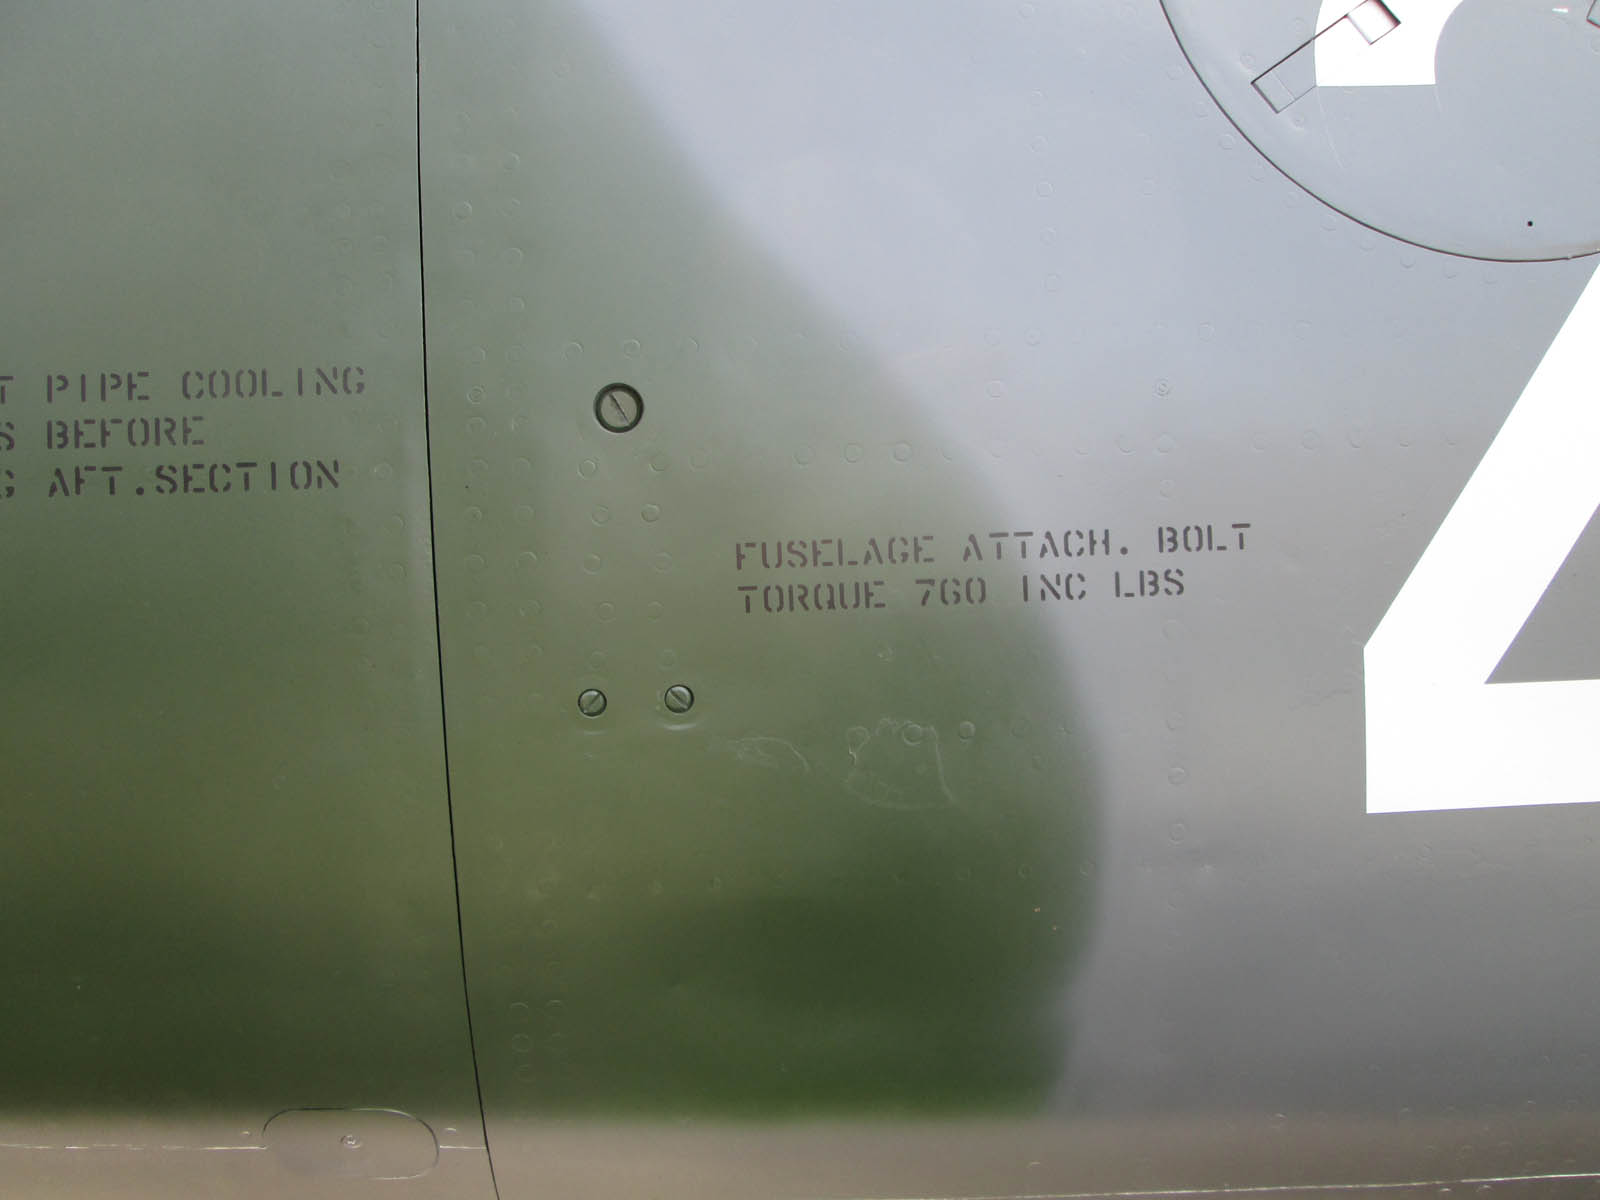 T PIPE COOLING
S BEFORE
G AFT.SECTION
FUSELAGE ATTACH. BOLT
TORQUE 760 INC LBS